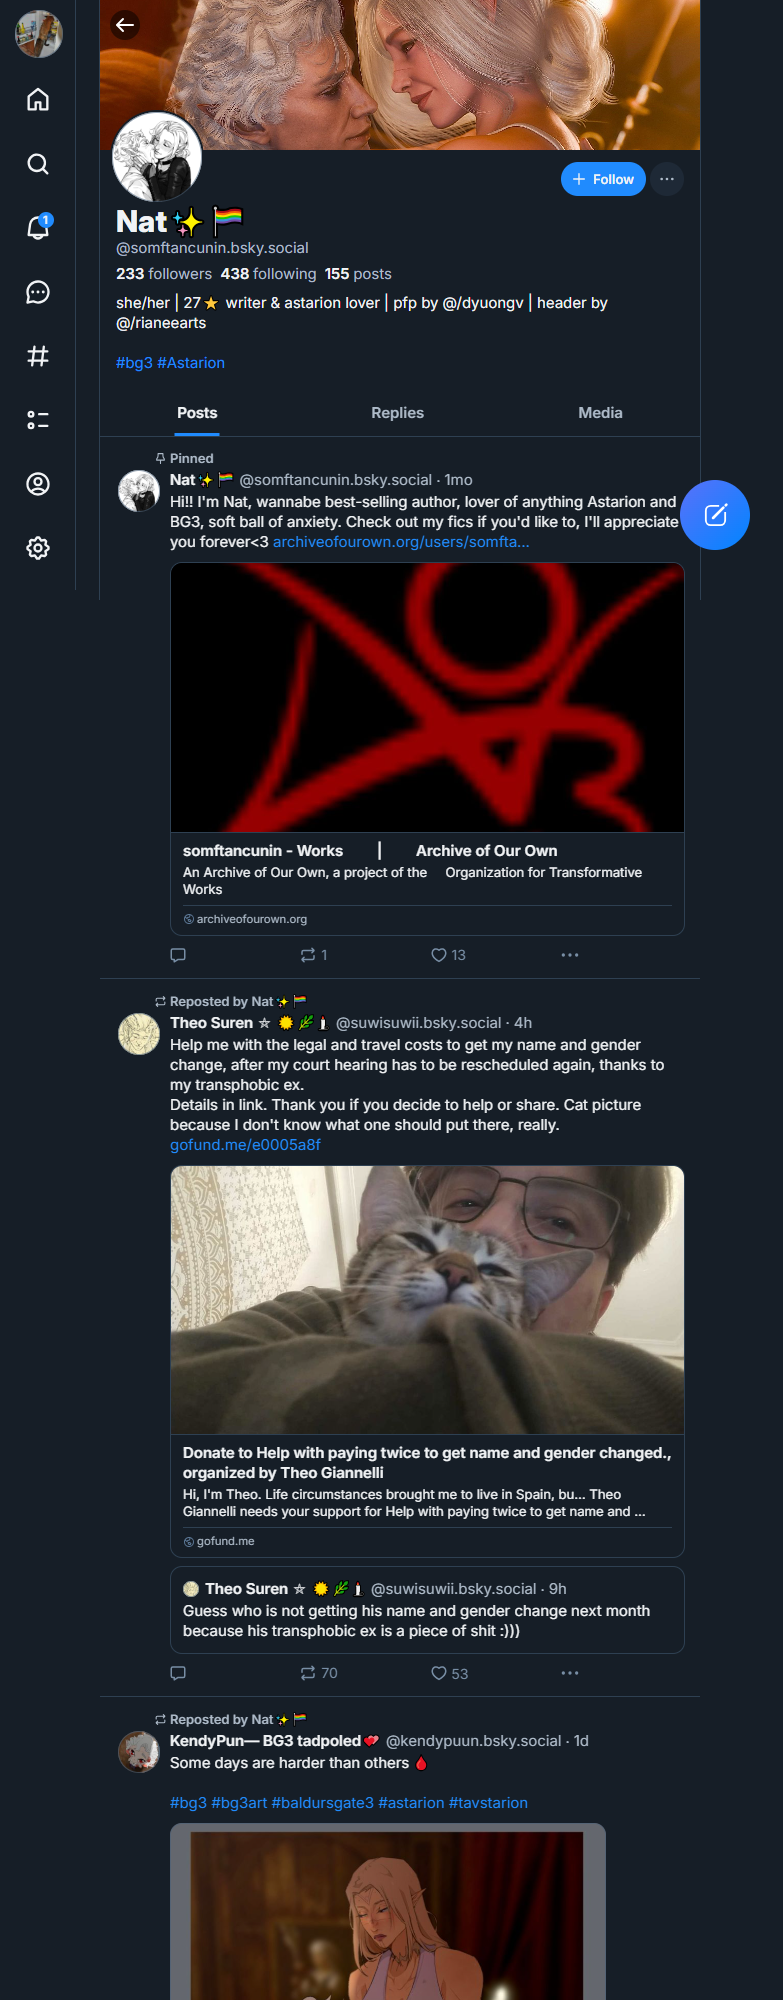 1
+ Follow
Nat✨🏳️‍🌈
@somftancunin.bsky.social
233 followers 438 following 155 posts
she/her | 27⭐ writer & astarion lover | pfp by @/dyuongv | header by
@/rianeearts
#bg3 #Astarion
Posts Replies Media
Pinned
Nat✨🏳️‍🌈 @somftancunin.bsky.social · 1mo
Hi!! I'm Nat, wannabe best-selling author, lover of anything Astarion and
BG3, soft ball of anxiety. Check out my fics if you'd like to, I'll appreciate
you forever<3 archiveofourown.org/users/somfta...
somftancunin - Works | Archive of Our Own
An Archive of Our Own, a project of the Organization for Transformative
Works
archiveofourown.org
1 13
Reposted by Nat✨🏳️‍🌈
Theo Suren ⛤ ☀️🌿🕯️ @suwisuwii.bsky.social · 4h
Help me with the legal and travel costs to get my name and gender
change, after my court hearing has to be rescheduled again, thanks to
my transphobic ex.
Details in link. Thank you if you decide to help or share. Cat picture
because I don't know what one should put there, really.
gofund.me/e0005a8f
Donate to Help with paying twice to get name and gender changed.,
organized by Theo Giannelli
Hi, I'm Theo. Life circumstances brought me to live in Spain, bu... Theo
Giannelli needs your support for Help with paying twice to get name and ...
gofund.me
Theo Suren ⛤ ☀️🌿🕯️ @suwisuwii.bsky.social · 9h
Guess who is not getting his name and gender change next month
because his transphobic ex is a piece of shit :)))
70 53
Reposted by Nat✨🏳️‍🌈
KendyPun— BG3 tadpoled💕 @kendypuun.bsky.social · 1d
Some days are harder than others 🩸
#bg3 #bg3art #baldursgate3 #astarion #tavstarion